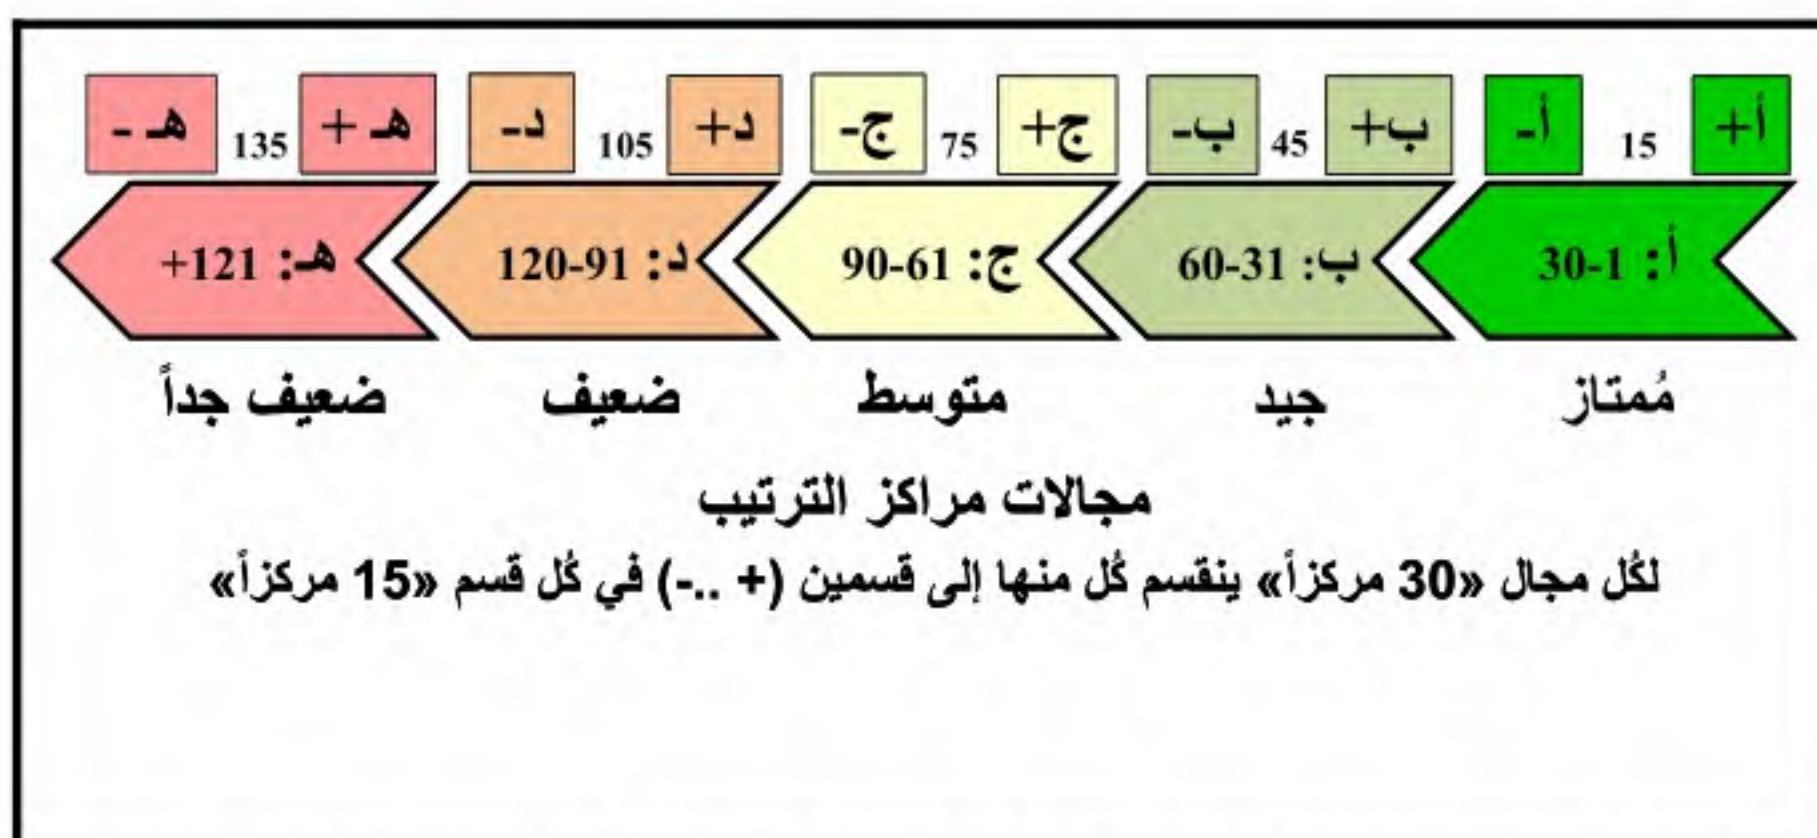 أ+ 15 أ- ب+ 45 ب- ج+ 75 ج- د+ 105 د- هـ + 135 هـ -
أ: 1-30 ب: 31-60 ج: 61-90 د: 91-120 هـ: 121+
مُمتاز جيد متوسط ضعيف ضعيف جداً
مجالات مراكز الترتيب
لكُل مجال «30 مركزاً» ينقسم كُل منها إلى قسمين (+ ..-) في كُل قسم «15 مركزاً»